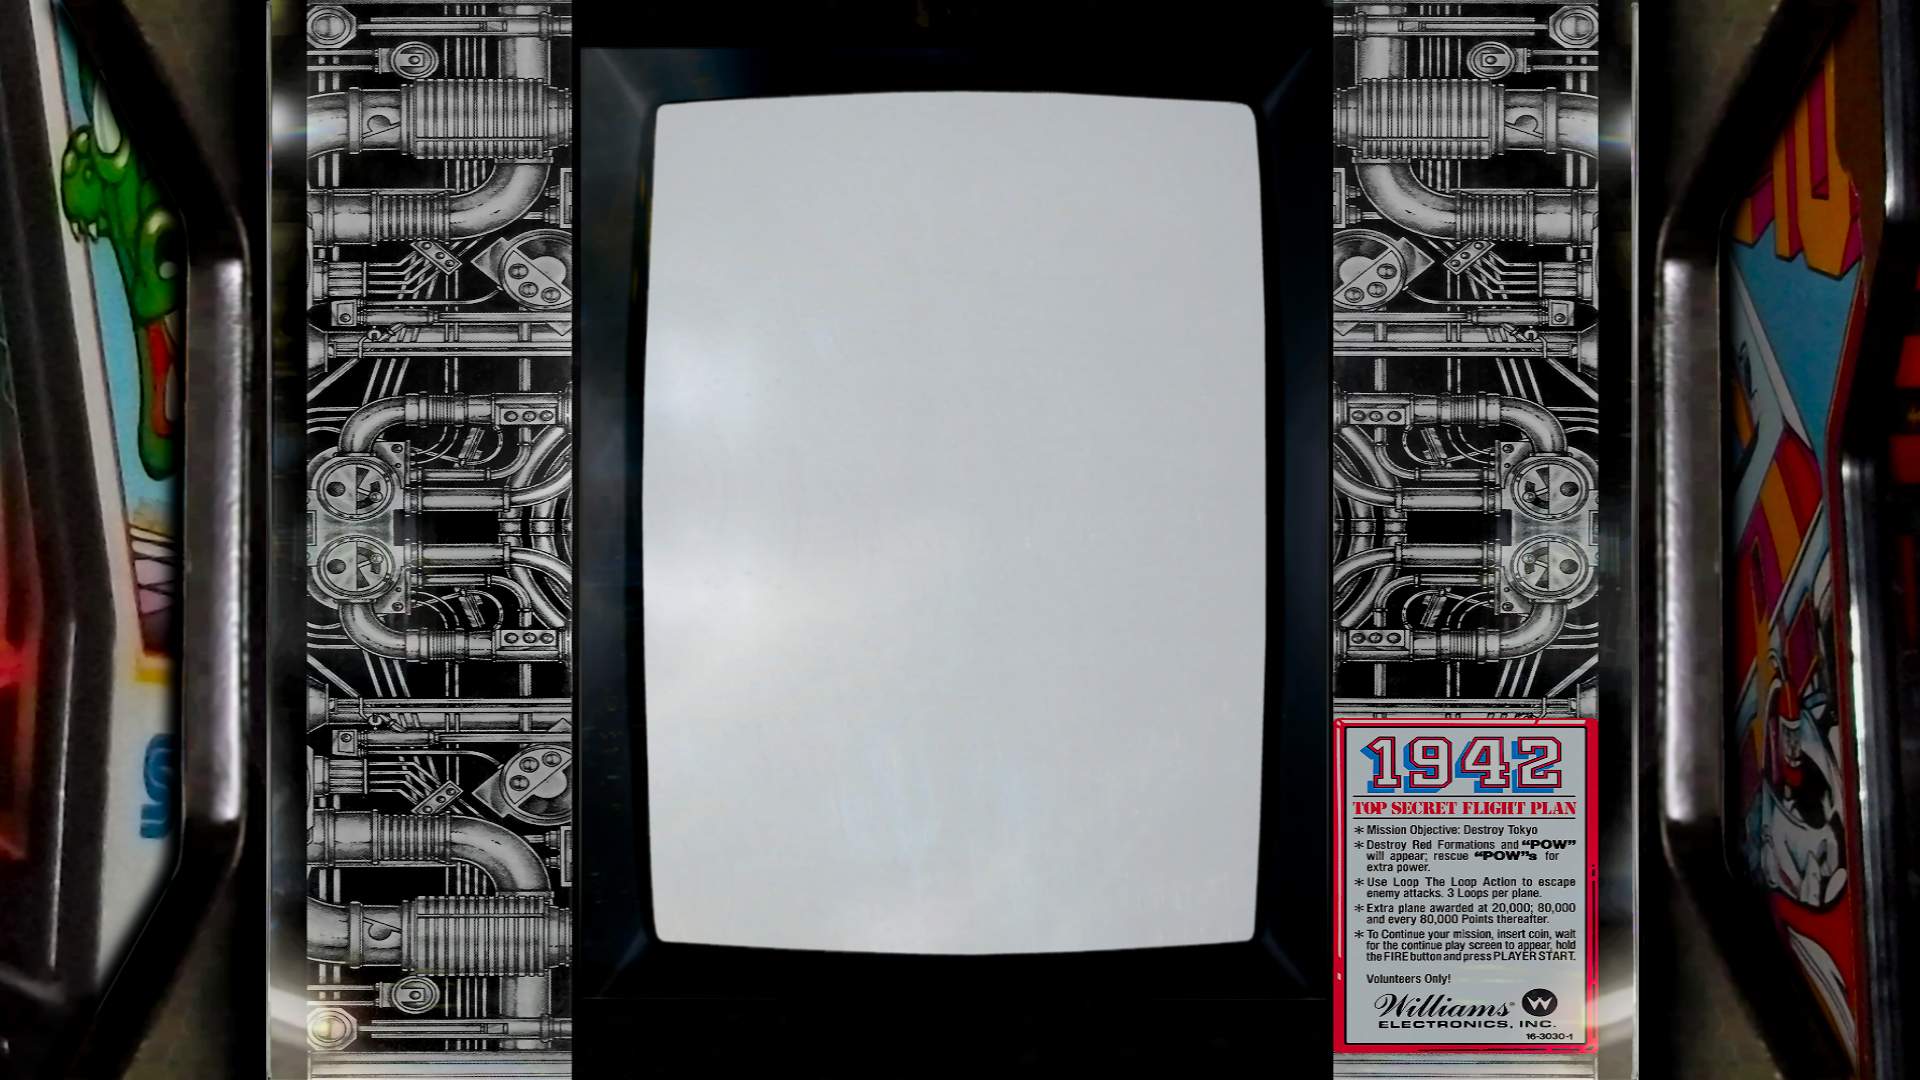 1942
TOP SECRET FLIGHT PLAN
* Mission Objective: Destroy Tokyo
* Destroy Red Formations and "POW"
will appear; rescue "POW"s for
extra power.
* Use Loop The Loop Action to escape
enemy attacks. 3 Loops per plane.
* Extra plane awarded at 20,000; 80,000
and every 80,000 Points thereafter.
* To Continue your mission, insert coin, wait
for the continue play screen to appear, hold
the FIRE button and press PLAYER START.
Volunteers Only!
Williams W
ELECTRONICS, INC.
16-3030-1